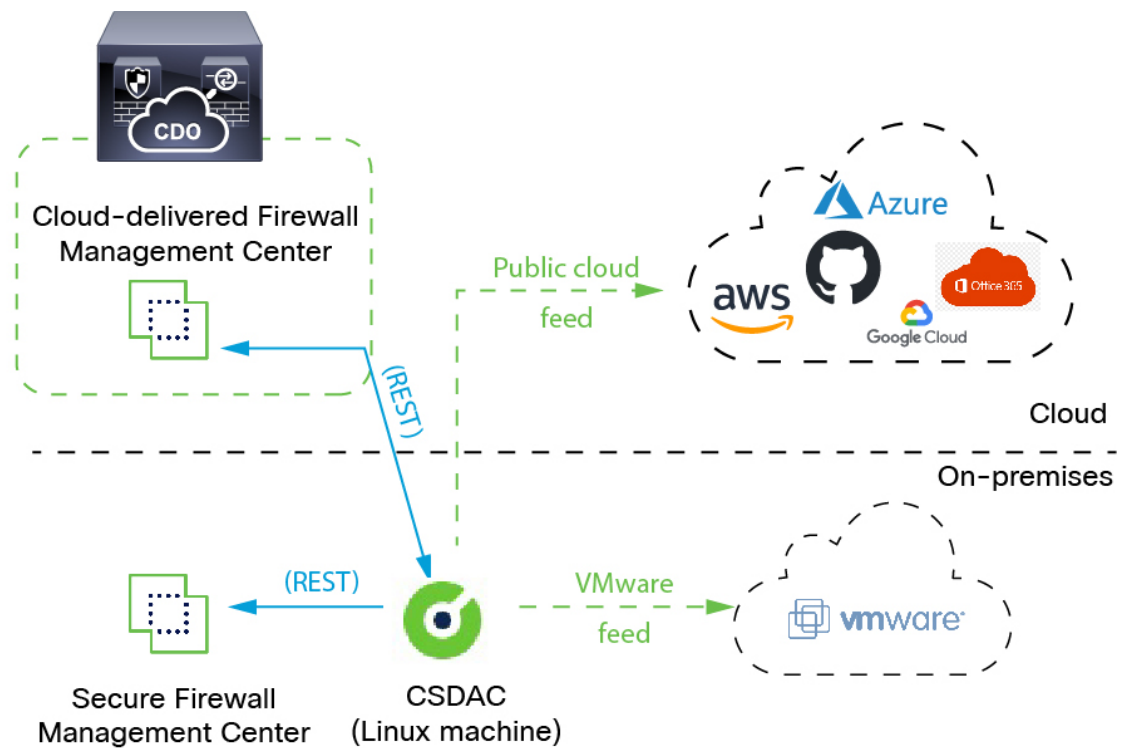 CDO
Cloud-delivered Firewall
Management Center
Public cloud
feed
Azure
aws
Office 365
Google Cloud
(REST)
Cloud
On-premises
(REST)
VMware
feed
vmware®
Secure Firewall
Management Center
CSDAC
(Linux machine)